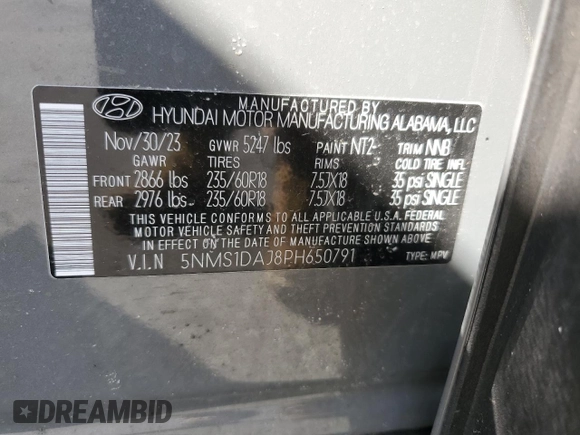 MANUFACTURED BY
HYUNDAI MOTOR MANUFACTURING ALABAMA, LLC
Nov/30/23 GVWR 5247 lbs PAINT NT2- TRIM NNB
GAWR TIRES RIMS COLD TIRE INFL
FRONT 2866 lbs 235/60R18 7.5JX18 35 psi SINGLE
REAR 2976 lbs 235/60R18 7.5JX18 35 psi SINGLE
THIS VEHICLE CONFORMS TO ALL APPLICABLE U.S.A. FEDERAL
MOTOR VEHICLE SAFETY AND THEFT PREVENTION STANDARDS
IN EFFECT ON THE DATE OF MANUFACTURE SHOWN ABOVE.
V.I.N 5NMS1DAJ8PH650791 TYPE: MPV
DREAMBID